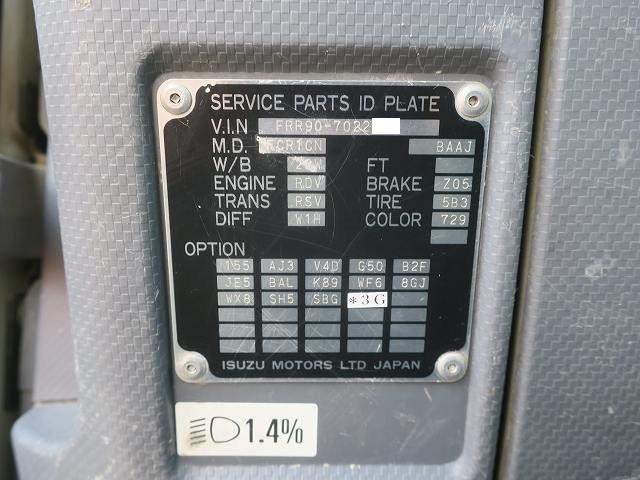 SERVICE PARTS ID PLATE
V.I.N FRR90-7022
M.D. CR1CN BAAJ
W/B FT
ENGINE RDV BRAKE Z05
TRANS RSV TIRE 5B3
DIFF W1H COLOR 729
OPTION
155 AJ3 V4D G50 B2F
JE5 BAL K89 WF6 8GJ
WX8 SH5 SBG *3G
ISUZU MOTORS LTD JAPAN
1.4%